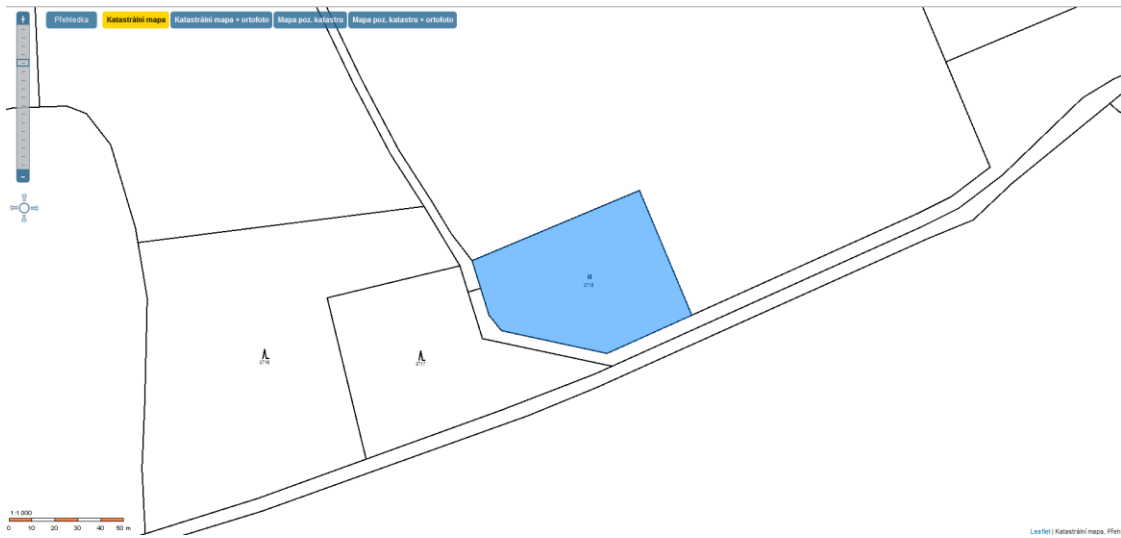 Přehledka
Katastrální mapa
Katastrální mapa + ortofoto
Mapa poz. katastru
Mapa poz. katastru + ortofoto
2718
2716
2717
1:1 000
0 10 20 30 40 50 m
Leaflet | Katastrální mapa, Přeh